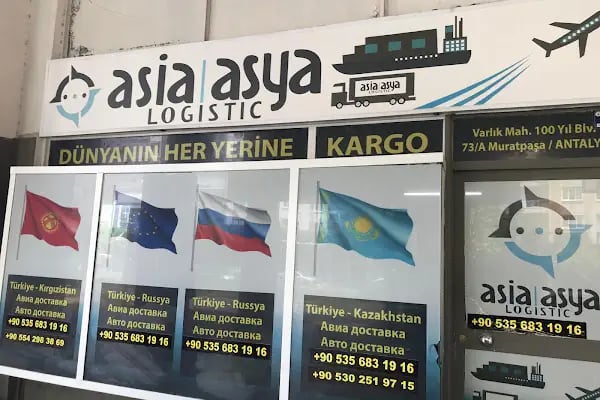 asia|asya
LOGISTIC
asia|asya
LOGISTIC
DÜNYANIN HER YERİNE KARGO
Varlık Mah. 100 Yıl Blv.
73/A Muratpaşa / ANTALY
Türkiye - Kırgızistan
Авиа доставка
Авто доставка
+90 535 683 19 16
+90 554 298 38 69
Türkiye - Russya
Авиа доставка
Авто доставка
+90 535 683 19 16
Türkiye - Russya
Авиа доставка
Авто доставка
+90 535 683 19 16
Türkiye - Kazakhstan
Авиа доставка
Авто доставка
+90 535 683 19 16
+90 530 251 97 15
asia|asya
LOGISTIC
+90 535 683 19 16